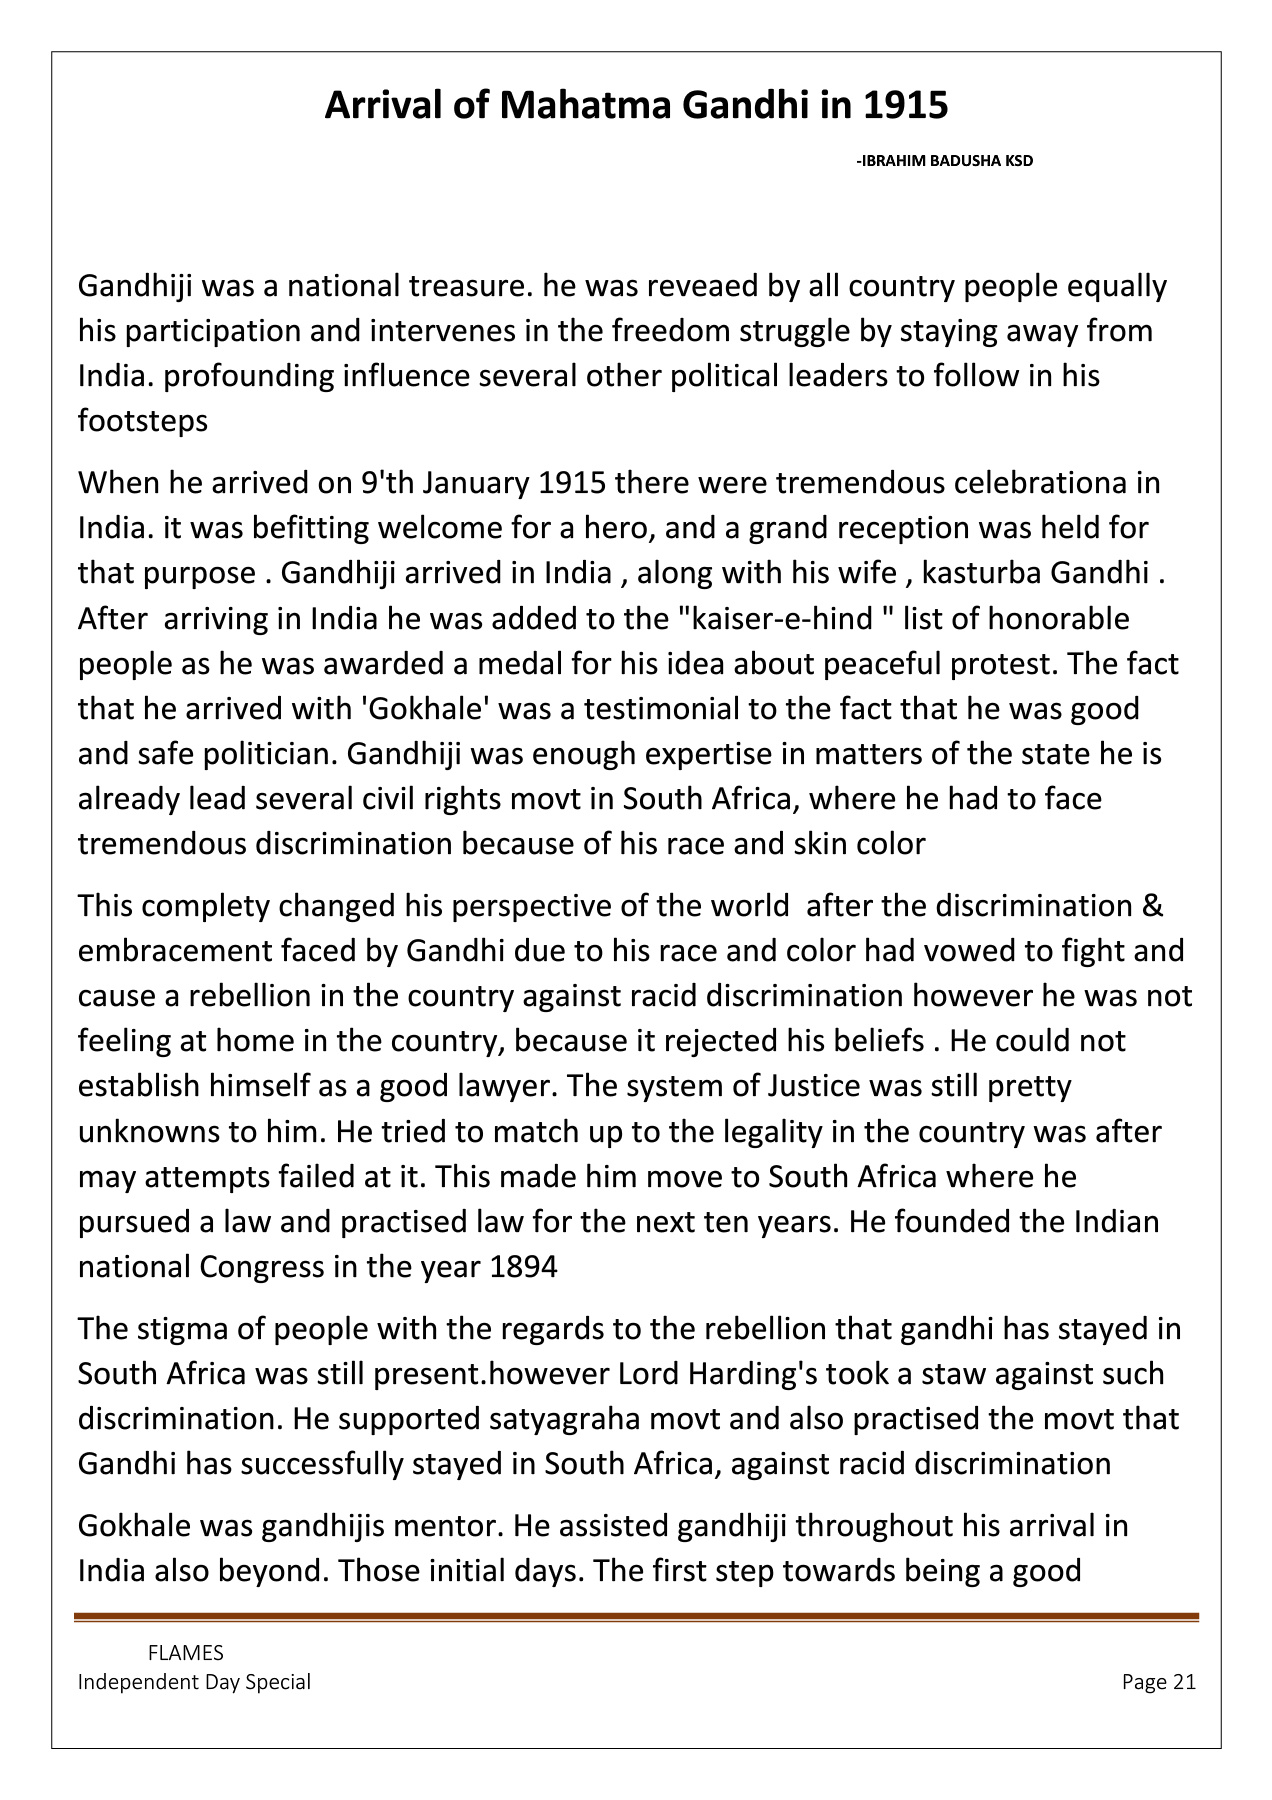 Arrival of Mahatma Gandhi in 1915
-IBRAHIM BADUSHA KSD
Gandhiji was a national treasure. he was reveaed by all country people equally
his participation and intervenes in the freedom struggle by staying away from
India. profounding influence several other political leaders to follow in his
footsteps
When he arrived on 9'th January 1915 there were tremendous celebrationa in
India. it was befitting welcome for a hero, and a grand reception was held for
that purpose . Gandhiji arrived in India , along with his wife , kasturba Gandhi .
After  arriving in India he was added to the "kaiser-e-hind " list of honorable
people as he was awarded a medal for his idea about peaceful protest. The fact
that he arrived with 'Gokhale' was a testimonial to the fact that he was good
and safe politician. Gandhiji was enough expertise in matters of the state he is
already lead several civil rights movt in South Africa, where he had to face
tremendous discrimination because of his race and skin color
This complety changed his perspective of the world  after the discrimination &
embracement faced by Gandhi due to his race and color had vowed to fight and
cause a rebellion in the country against racid discrimination however he was not
feeling at home in the country, because it rejected his beliefs . He could not
establish himself as a good lawyer. The system of Justice was still pretty
unknowns to him. He tried to match up to the legality in the country was after
may attempts failed at it. This made him move to South Africa where he
pursued a law and practised law for the next ten years. He founded the Indian
national Congress in the year 1894
The stigma of people with the regards to the rebellion that gandhi has stayed in
South Africa was still present.however Lord Harding's took a staw against such
discrimination. He supported satyagraha movt and also practised the movt that
Gandhi has successfully stayed in South Africa, against racid discrimination
Gokhale was gandhijis mentor. He assisted gandhiji throughout his arrival in
India also beyond. Those initial days. The first step towards being a good
FLAMES
Independent Day Special Page 21